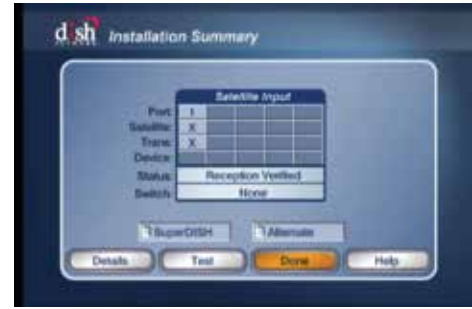 dish Installation Summary
NETWORK
Satellite Input
Port: 1
Satellite: X
Trans: X
Device:
Status: Reception Verified
Switch: None
SuperDISH Alternate
Details Test Done Help